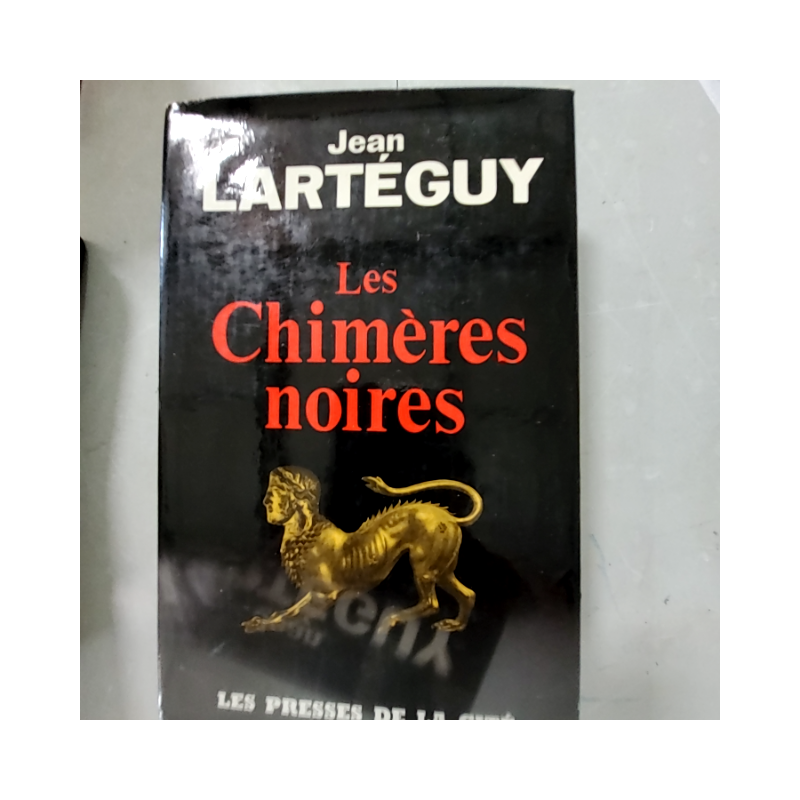 Jean
LARTÉGUY
Les
Chimères
noires
LES PRESSES DE LA CITÉ